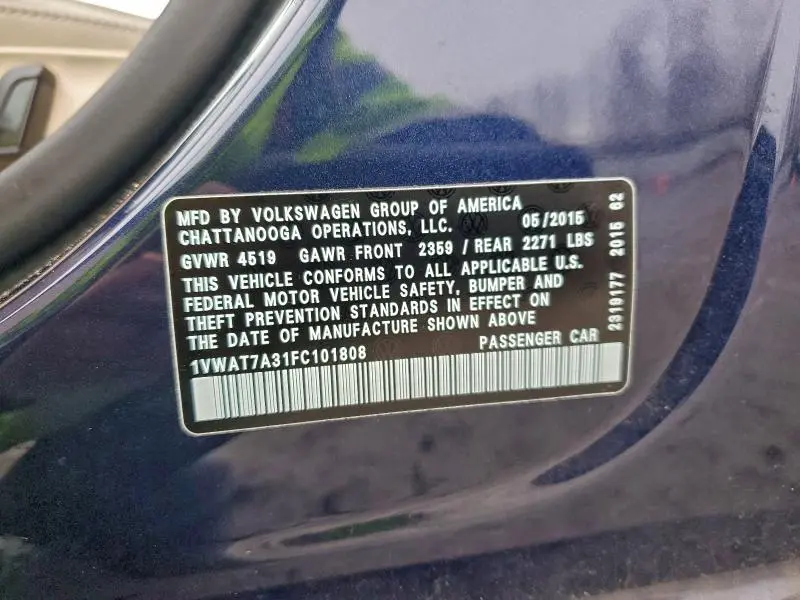 MFD BY VOLKSWAGEN GROUP OF AMERICA
CHATTANOOGA OPERATIONS, LLC. 05/2015
GVWR 4519 GAWR FRONT 2359 / REAR 2271 LBS
THIS VEHICLE CONFORMS TO ALL APPLICABLE U.S.
FEDERAL MOTOR VEHICLE SAFETY, BUMPER AND
THEFT PREVENTION STANDARDS IN EFFECT ON
THE DATE OF MANUFACTURE SHOWN ABOVE
1VWAT7A31FC101808 PASSENGER CAR
2319177 2015 82